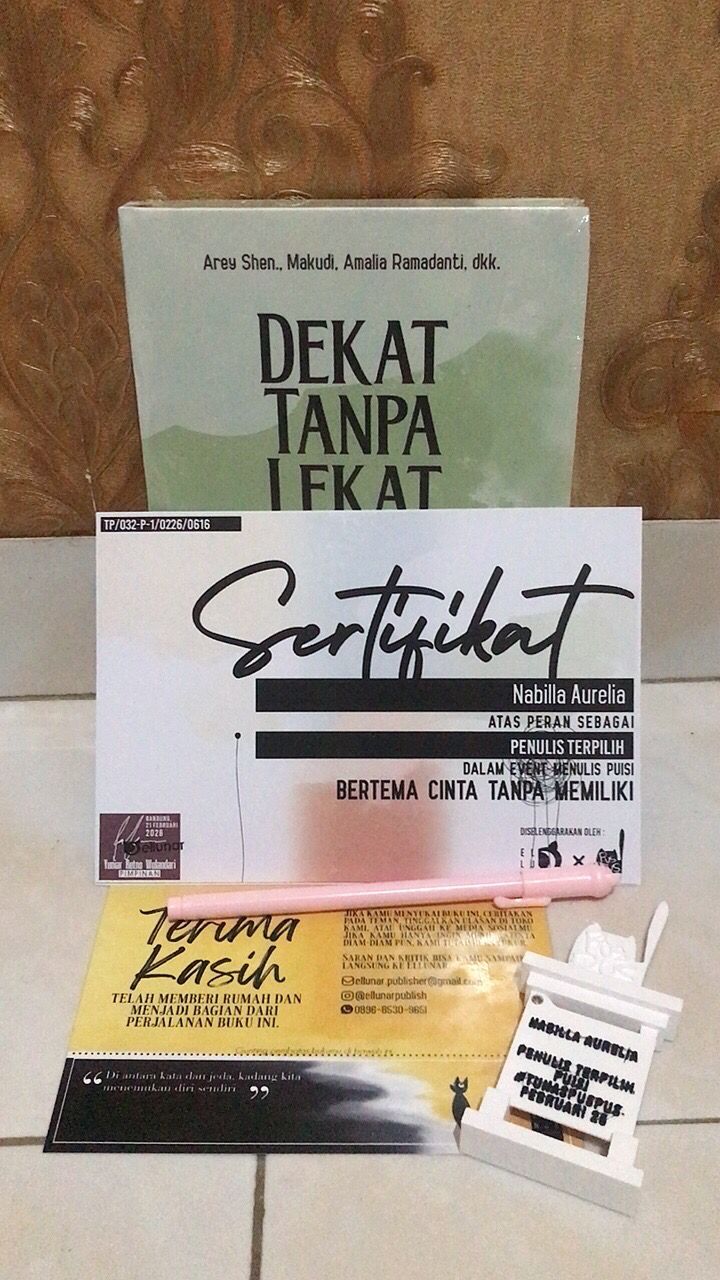 Arey Shen., Makudi, Amalia Ramadanti, dkk.
DEKAT
TANPA
LEKAT
TP/032-P-1/0226/0616
Sertifikat
Nabilla Aurelia
ATAS PERAN SEBAGAI
PENULIS TERPILIH
DALAM EVENT MENULIS PUISI
BERTEMA CINTA TANPA MEMILIKI
BANDUNG,
21 FEBRUARI
2026
ellunar
Yuniar Retno Wulandari
PIMPINAN
DISELENGGARAKAN OLEH :
Terima
Kasih
TELAH MEMBERI RUMAH DAN
MENJADI BAGIAN DARI
PERJALANAN BUKU INI.
JIKA KAMU MENYUKAI BUKU INI, CERITAKAN
PADA TEMAN, TINGGALKAN ULASAN DI TOKO
KAMI, ATAU UNGGAH KE MEDIA SOSIALMU.
JIKA KAMU HANYA INGIN
DIAM-DIAM PUN, KAMI
SARAN DAN KRITIK BISA KAMU SAMPAI
LANGSUNG KE ELLUNAR
ellunar.publisher@gmail.com
@ellunarpublish
0896-8530-9651
“ Di antara kata dan jeda, kadang kita
menemukan diri sendiri ”
NABILLA AURELIA
PENULIS TERPILIH
PUISI
#TUNASPUSPUS-
FEBRUARI 26